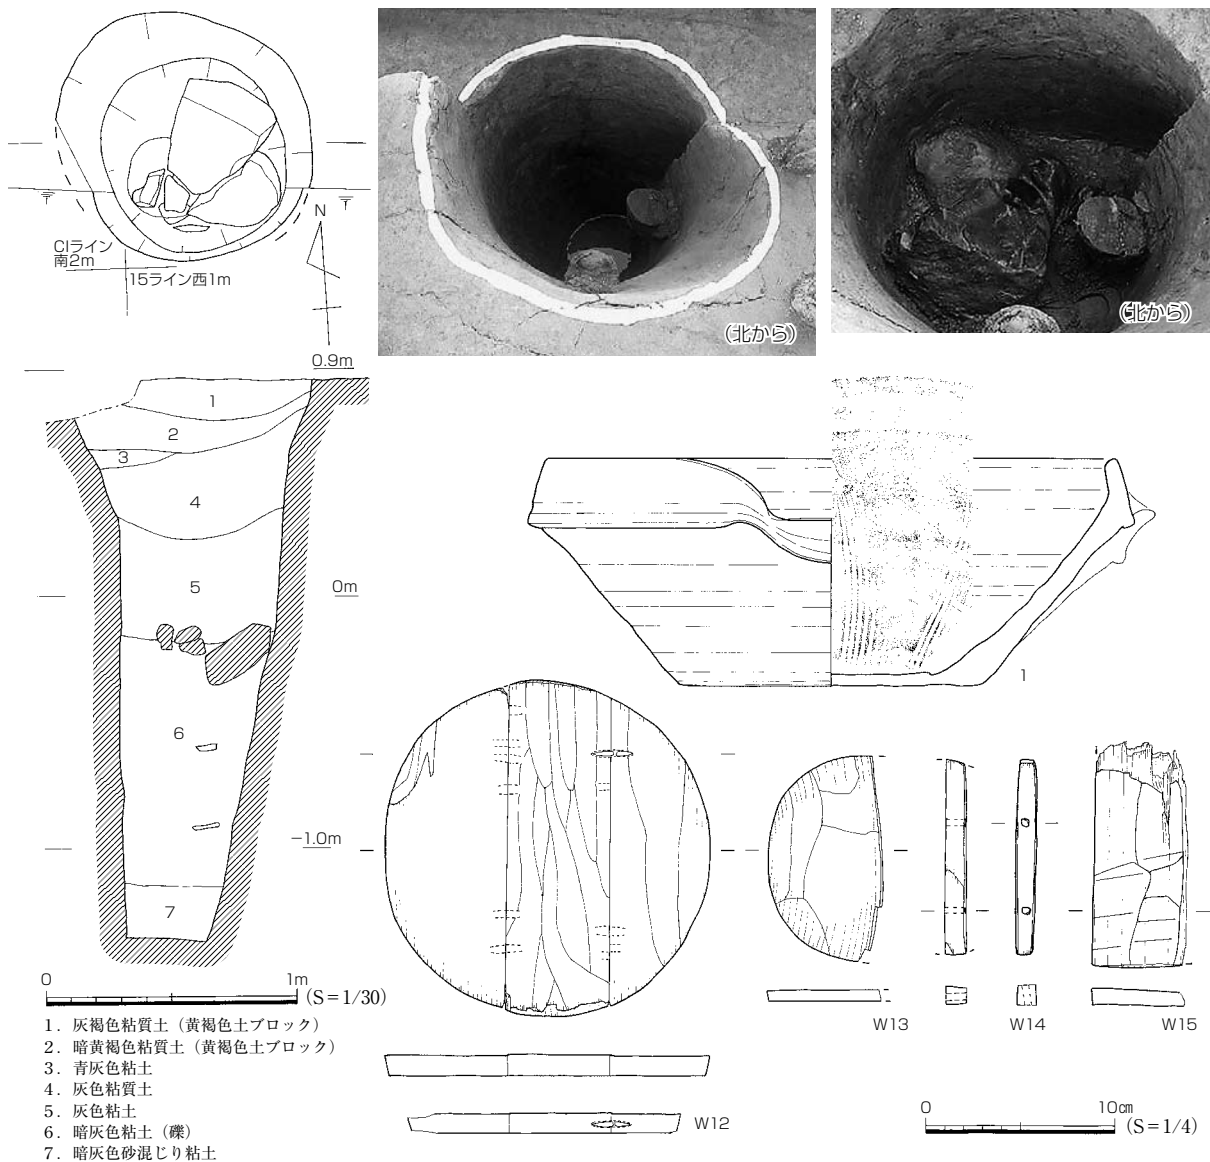 N
CIライン
南2m
15ライン西1m
(北から)
(北から)
0.9m
1
2
3
4
5
0m
6
−1.0m
7
0 1m
(S=1/30)
1. 灰褐色粘質土（黄褐色土ブロック）
2. 暗黄褐色粘質土（黄褐色土ブロック）
3. 青灰色粘土
4. 灰色粘質土
5. 灰色粘土
6. 暗灰色粘土（礫）
7. 暗灰色砂混じり粘土
1
W12
W13
W14
W15
0 10㎝
(S=1/4)